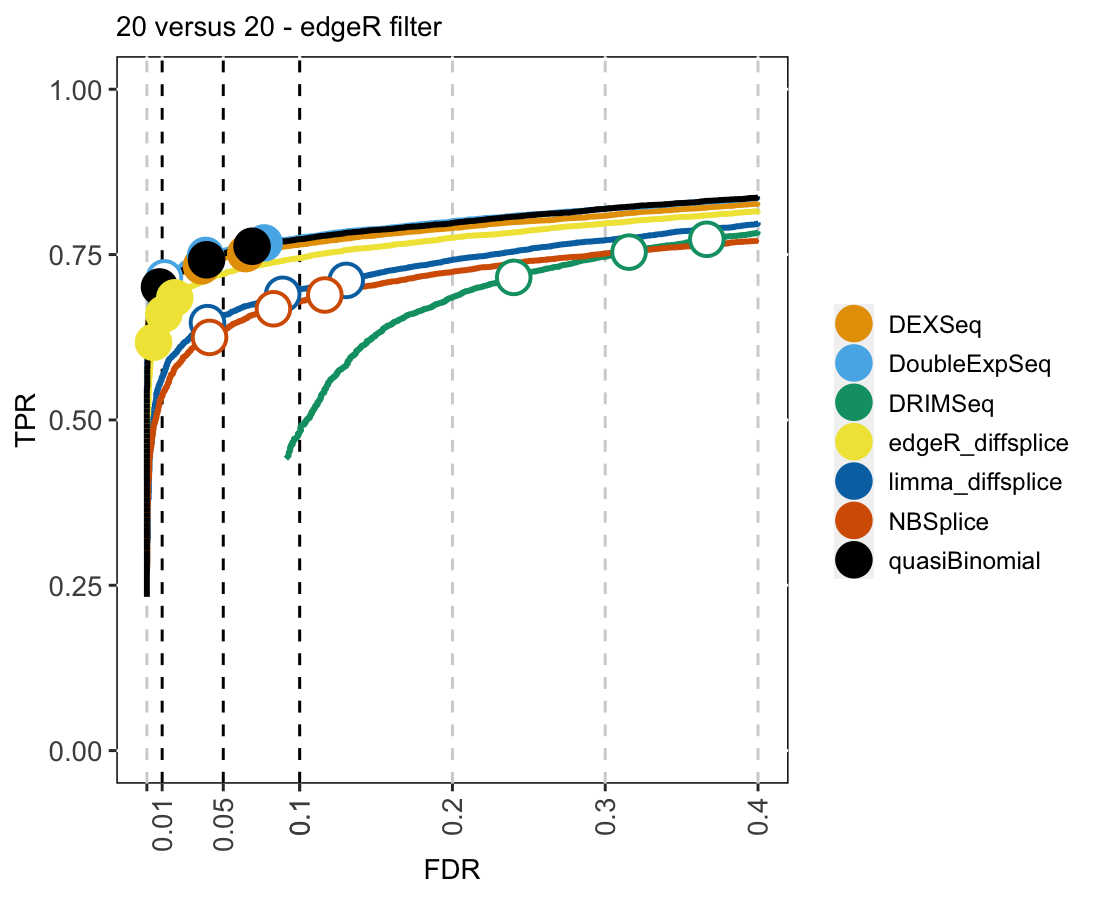 20 versus 20 - edgeR filter
1.00
0.75
0.50
0.25
0.00
TPR
0.01
0.05
0.1
0.2
0.3
0.4
FDR
DEXSeq
DoubleExpSeq
DRIMSeq
edgeR_diffsplice
limma_diffsplice
NBSplice
quasiBinomial